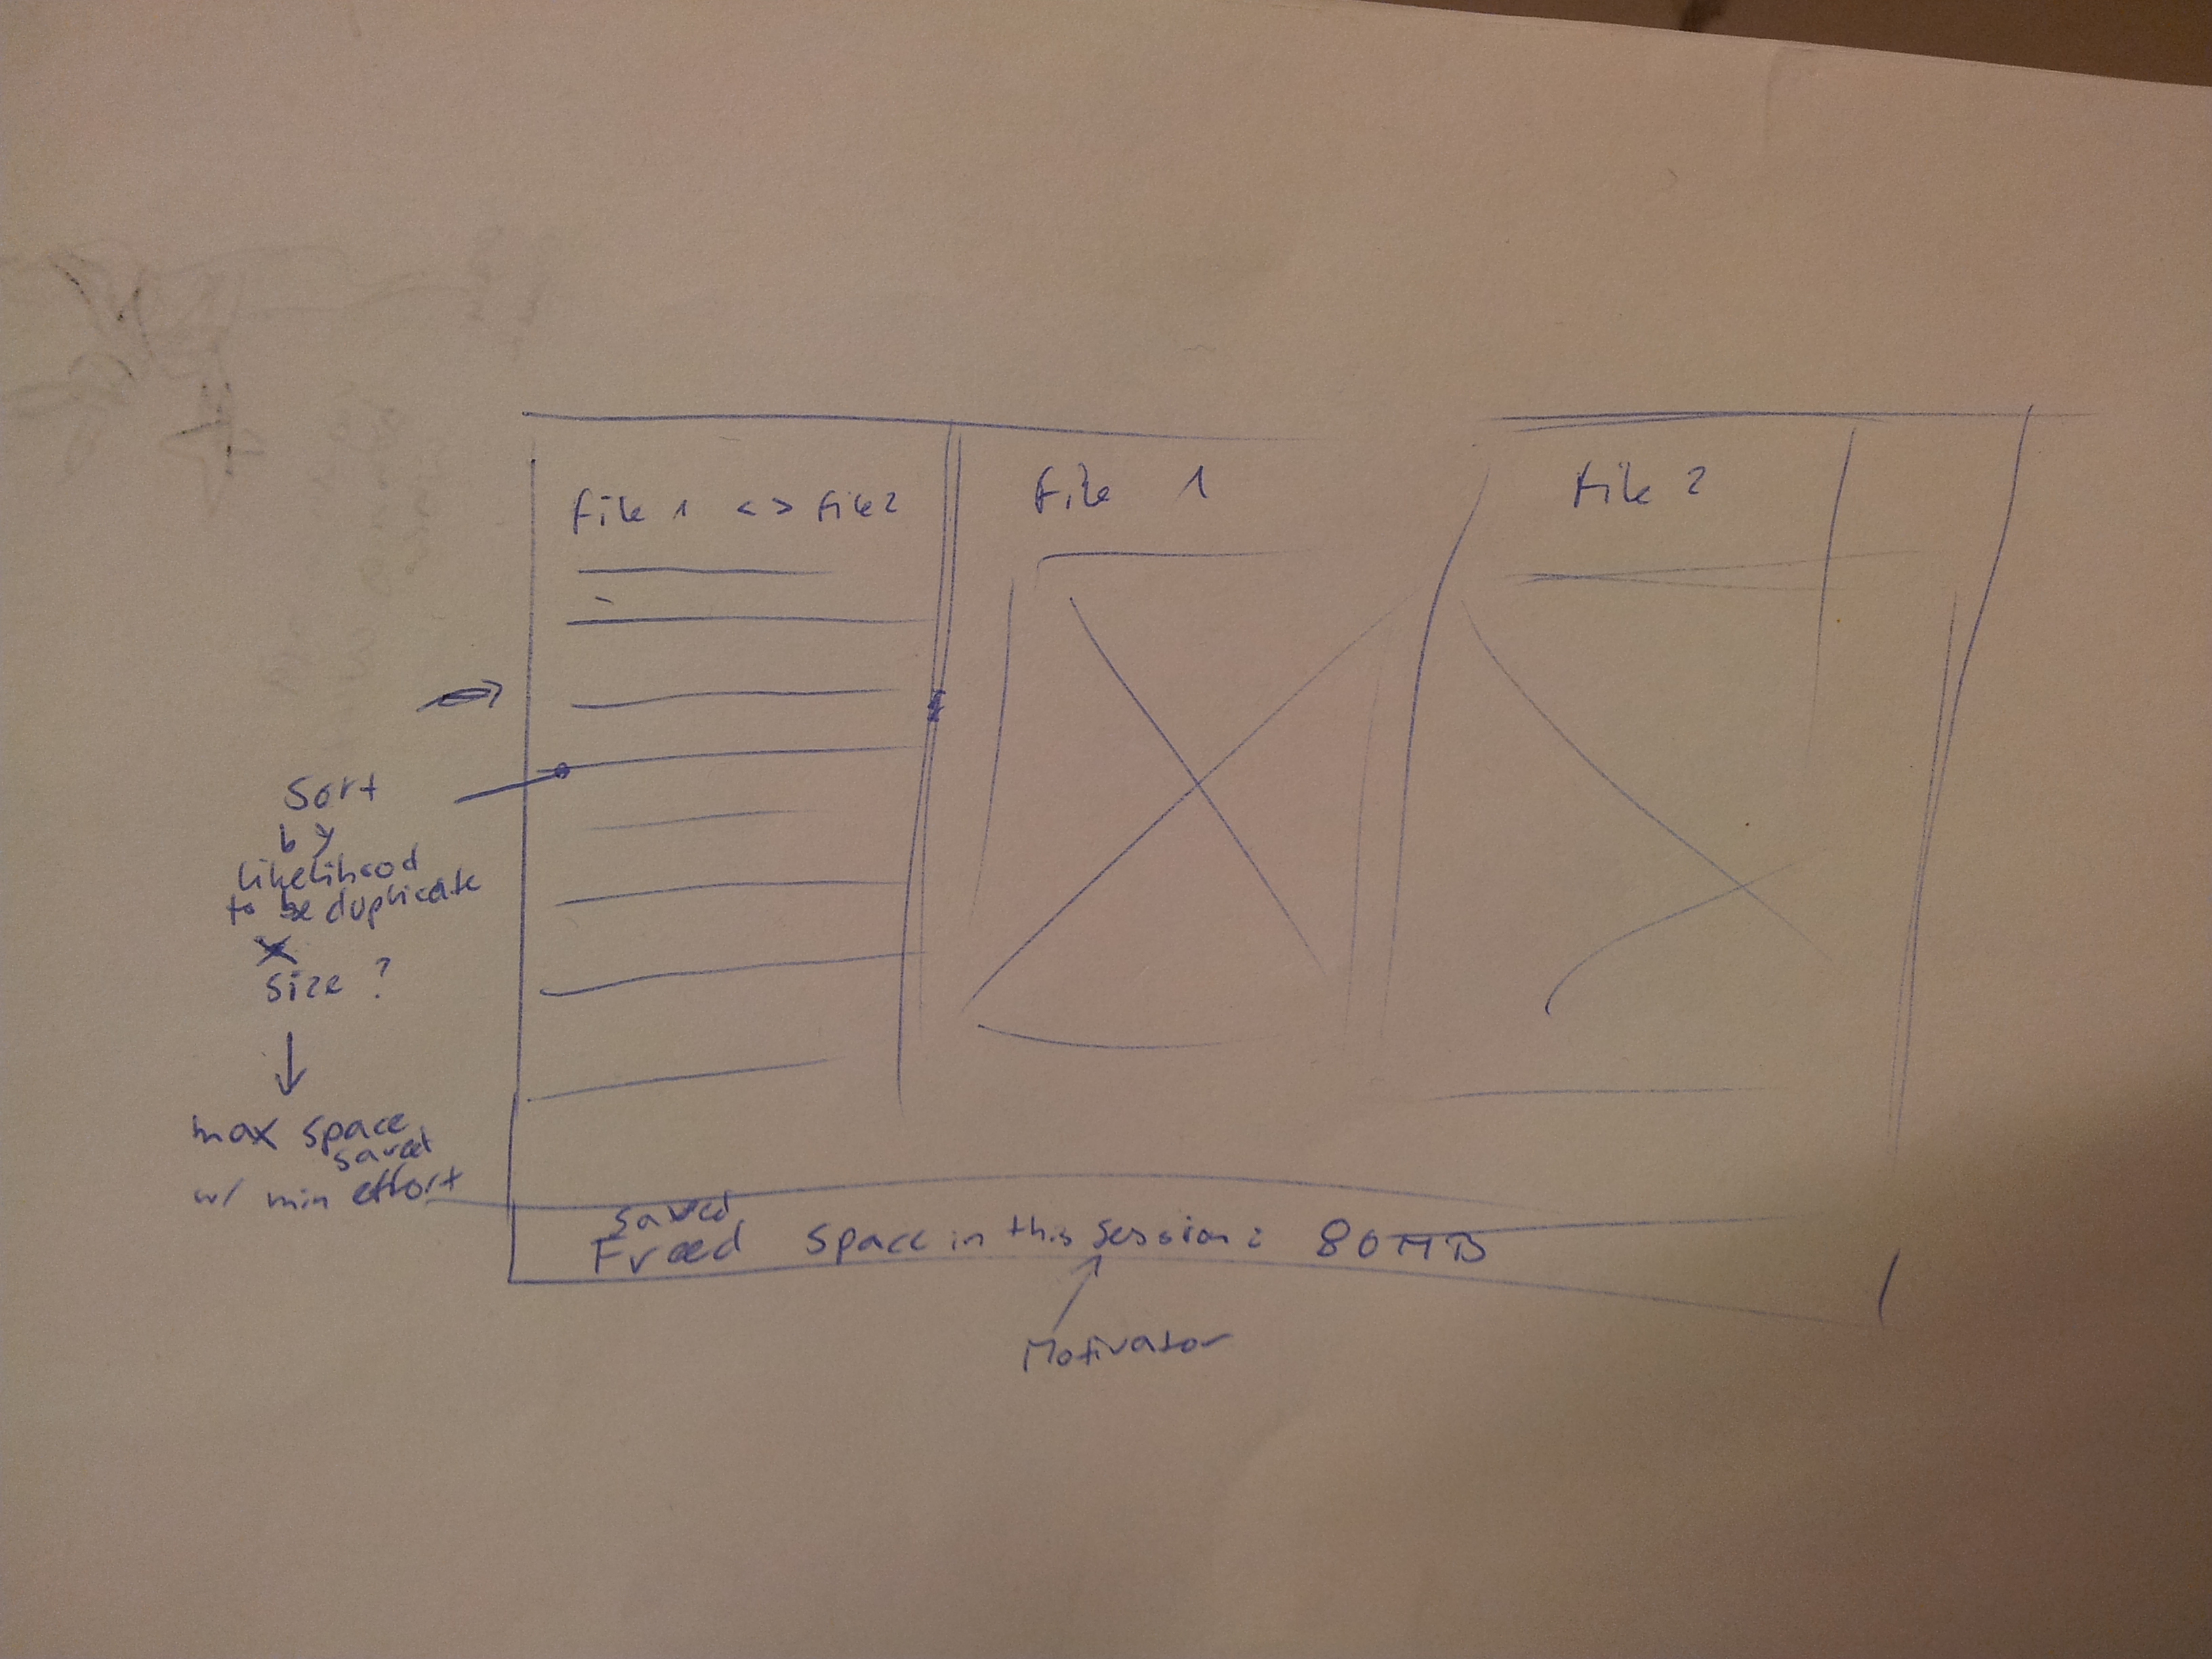 File 1 <> File 2
File 1
File 2
Sort
by
likelihood
to be duplicate
x
size ?
max space
saved
w/ min effort
saved
Freed space in this session: 80MB
Motivator